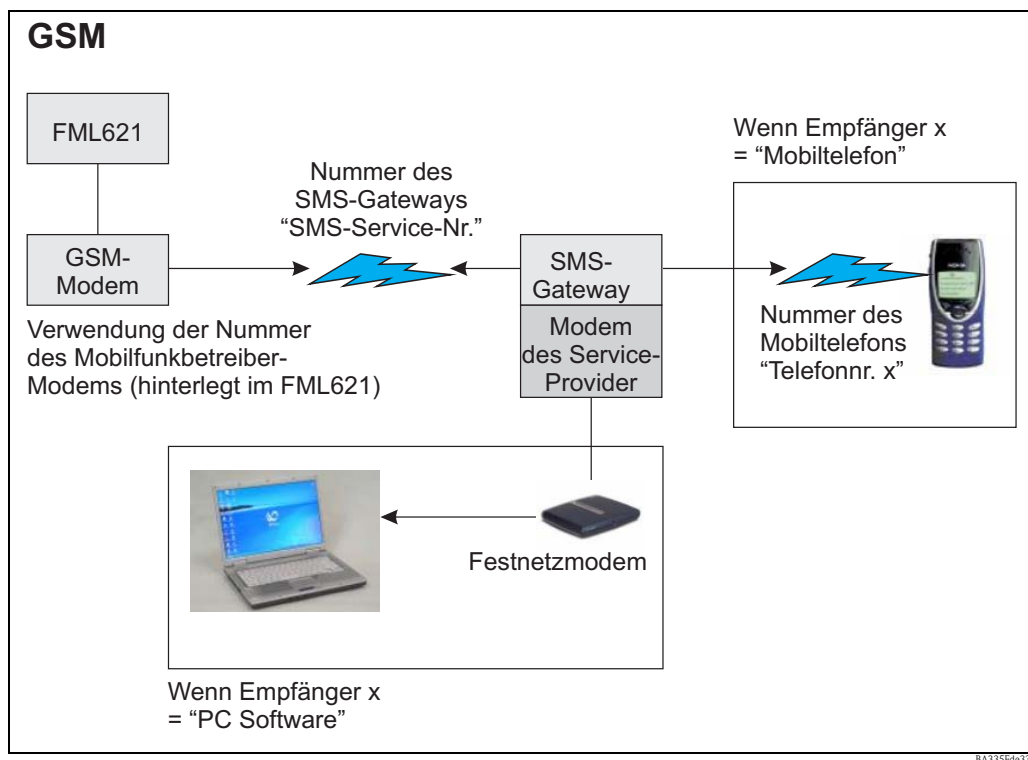 GSM
FML621
GSM-
Modem
Verwendung der Nummer
des Mobilfunkbetreiber-
Modems (hinterlegt im FML621)
Nummer des
SMS-Gateways
“SMS-Service-Nr.”
SMS-
Gateway
Modem
des Service-
Provider
Wenn Empfänger x
= “Mobiltelefon”
NOKIA
Nummer des
Mobiltelefons
“Telefonnr. x”
Festnetzmodem
Wenn Empfänger x
= “PC Software”